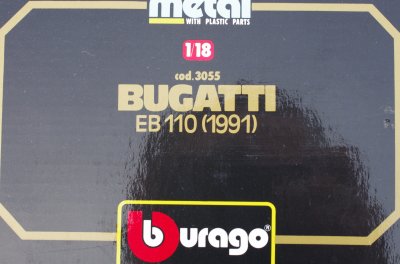 metal
WITH PLASTIC PARTS
1/18
cod.3055
BUGATTI
EB 110 (1991)
burago®